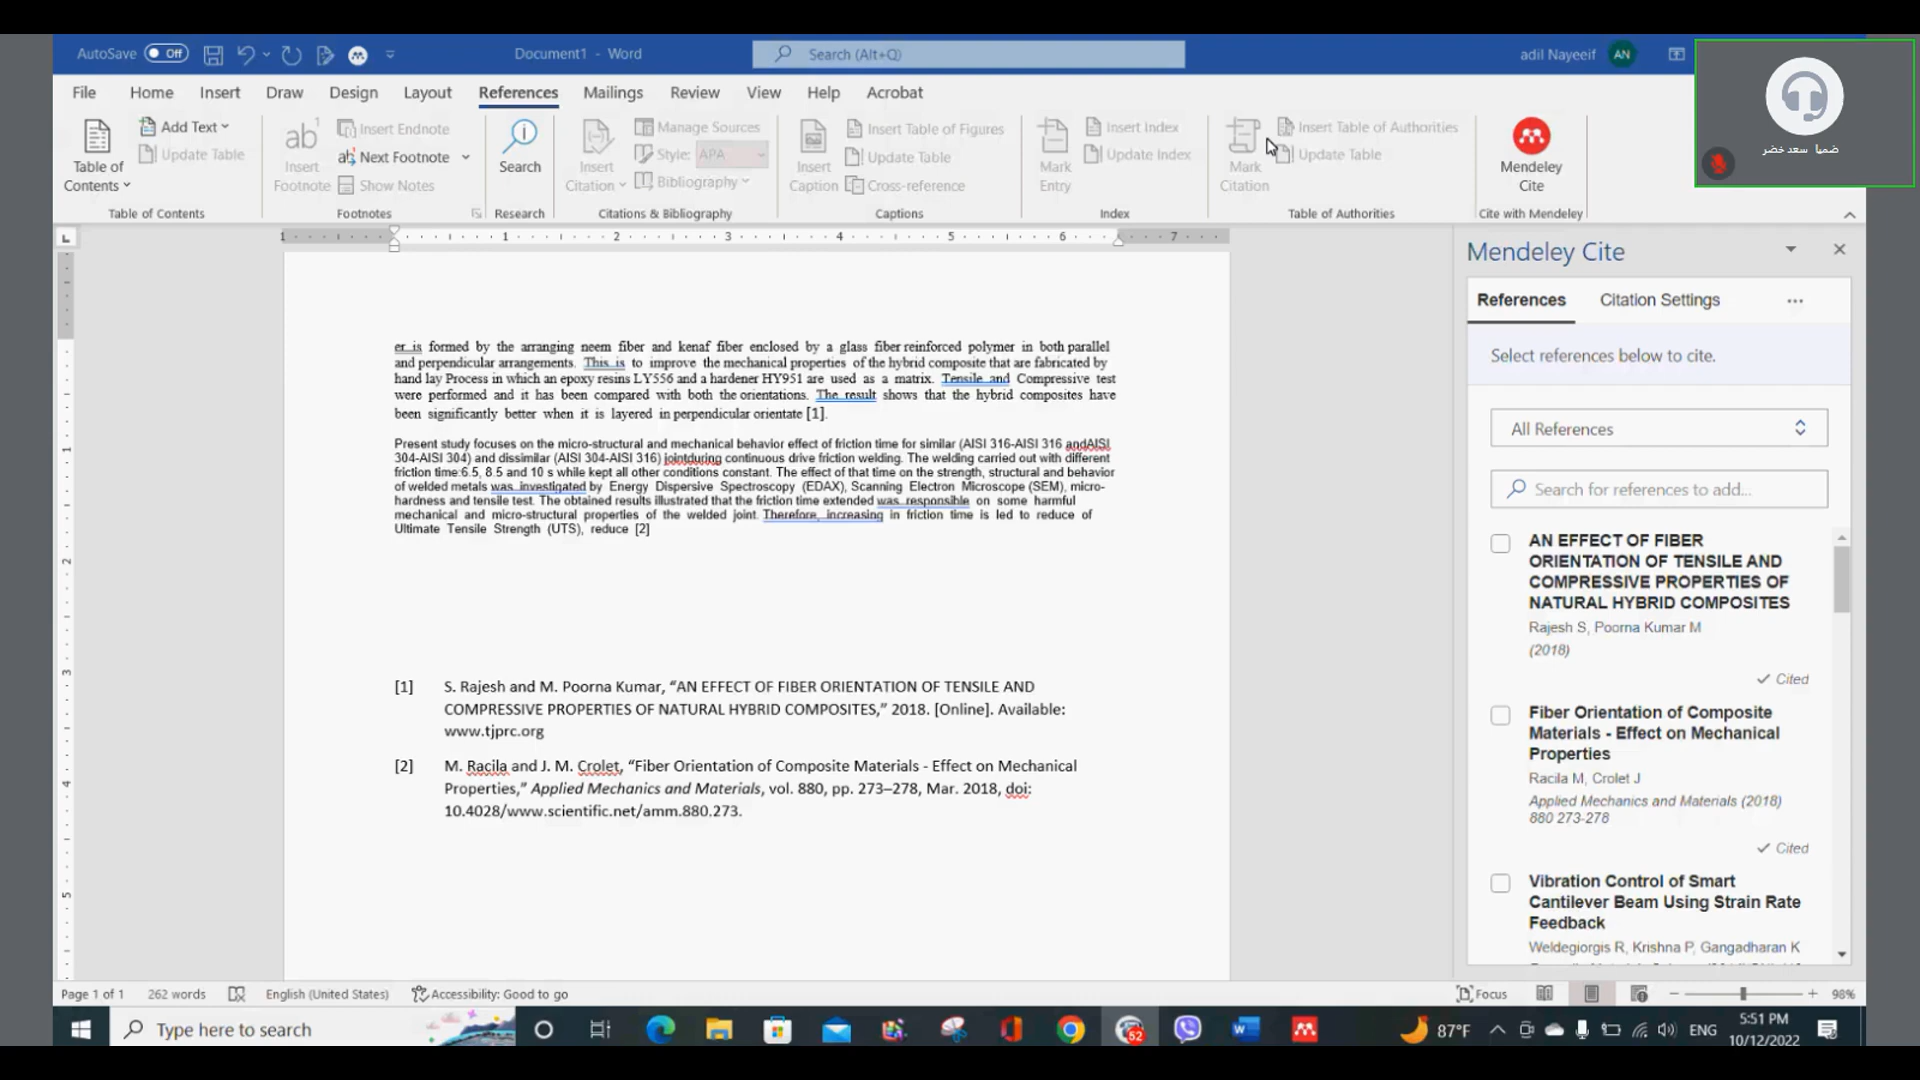 AutoSave Off
Document1 - Word
Search (Alt+Q)
adil Nayeeif AN
File Home Insert Draw Design Layout References Mailings Review View Help Acrobat
ضميا سعد خضر
Table of Contents
Add Text
Update Table
Table of Contents
ab
Insert Footnote
Insert Endnote
Next Footnote
Show Notes
Footnotes
Search
Research
Insert Citation
Manage Sources
Style: APA
Bibliography
Citations & Bibliography
Insert Caption
Insert Table of Figures
Update Table
Cross-reference
Captions
Mark Entry
Insert Index
Update Index
Index
Mark Citation
Insert Table of Authorities
Update Table
Table of Authorities
Mendeley Cite
Cite with Mendeley
1 1 2 3 4 5 6 7
er is formed by the arranging neem fiber and kenaf fiber enclosed by a glass fiber reinforced polymer in both parallel
and perpendicular arrangements. This is to improve the mechanical properties of the hybrid composite that are fabricated by
hand lay Process in which an epoxy resins LY556 and a hardener HY951 are used as a matrix. Tensile and Compressive test
were performed and it has been compared with both the orientations. The result shows that the hybrid composites have
been significantly better when it is layered in perpendicular orientate [1].
Present study focuses on the micro-structural and mechanical behavior effect of friction time for similar (AISI 316-AISI 316 andAISI
304-AISI 304) and dissimilar (AISI 304-AISI 316) jointduring continuous drive friction welding. The welding carried out with different
friction time:6.5, 8.5 and 10 s while kept all other conditions constant. The effect of that time on the strength, structural and behavior
of welded metals was investigated by Energy Dispersive Spectroscopy (EDAX), Scanning Electron Microscope (SEM), micro-
hardness and tensile test. The obtained results illustrated that the friction time extended was responsible on some harmful
mechanical and micro-structural properties of the welded joint. Therefore, increasing in friction time is led to reduce of
Ultimate Tensile Strength (UTS), reduce [2]
[1] S. Rajesh and M. Poorna Kumar, “AN EFFECT OF FIBER ORIENTATION OF TENSILE AND
COMPRESSIVE PROPERTIES OF NATURAL HYBRID COMPOSITES,” 2018. [Online]. Available:
www.tjprc.org
[2] M. Racila and J. M. Crolet, “Fiber Orientation of Composite Materials - Effect on Mechanical
Properties,” Applied Mechanics and Materials, vol. 880, pp. 273–278, Mar. 2018, doi:
10.4028/www.scientific.net/amm.880.273.
1
2
3
4
5
Mendeley Cite
References Citation Settings ...
Select references below to cite.
All References
Search for references to add...
AN EFFECT OF FIBER
ORIENTATION OF TENSILE AND
COMPRESSIVE PROPERTIES OF
NATURAL HYBRID COMPOSITES
Rajesh S, Poorna Kumar M
(2018)
Cited
Fiber Orientation of Composite
Materials - Effect on Mechanical
Properties
Racila M, Crolet J
Applied Mechanics and Materials (2018)
880 273-278
Cited
Vibration Control of Smart
Cantilever Beam Using Strain Rate
Feedback
Weldegiorgis R, Krishna P, Gangadharan K
Page 1 of 1 262 words English (United States) Accessibility: Good to go Focus 98%
Type here to search 52 87°F ENG
5:51 PM
10/12/2022